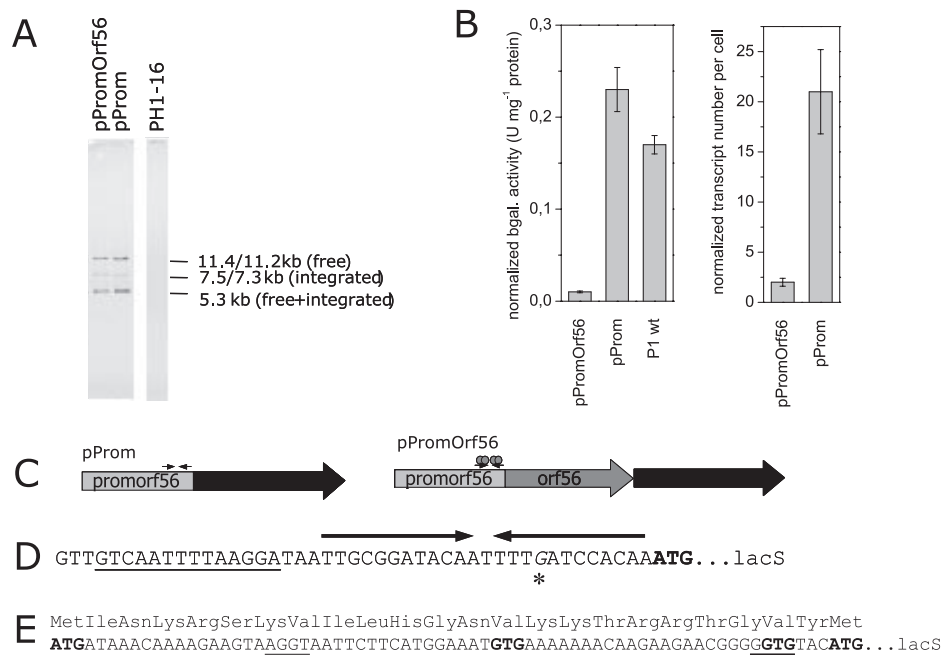 A
pPromOrf56
pProm
PH1-16
11.4/11.2kb (free)
7.5/7.3kb (integrated)
5.3 kb (free+integrated)
B
normalized bgal. activity (U mg-1 protein)
0,3
0,2
0,1
0,0
pPromOrf56
pProm
P1 wt
normalized transcript number per cell
25
20
15
10
5
0
pPromOrf56
pProm
C
pProm
promorf56
pPromOrf56
promorf56
orf56
D
GTTGTCAATTTTAAGGATAATTGCGGATACAATTTTGATCCACAAATG...lacS
*
E
MetIleAsnLysArgSerLysValIleLeuHisGlyAsnValLysLysThrArgArgThrGlyValTyrMet
ATGATAAACAAAAGAAGTAAGGTAATTCTTCATGGAAATGTGAAAAAAACAAGAAGAACGGGGGTGTACATG...lacS